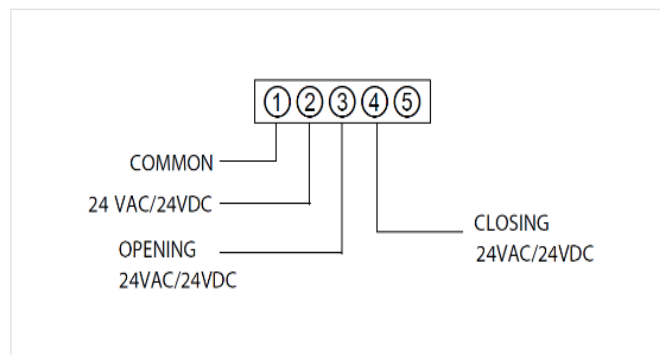 1 2 3 4 5
COMMON
24 VAC/24VDC
OPENING
24VAC/24VDC
CLOSING
24VAC/24VDC